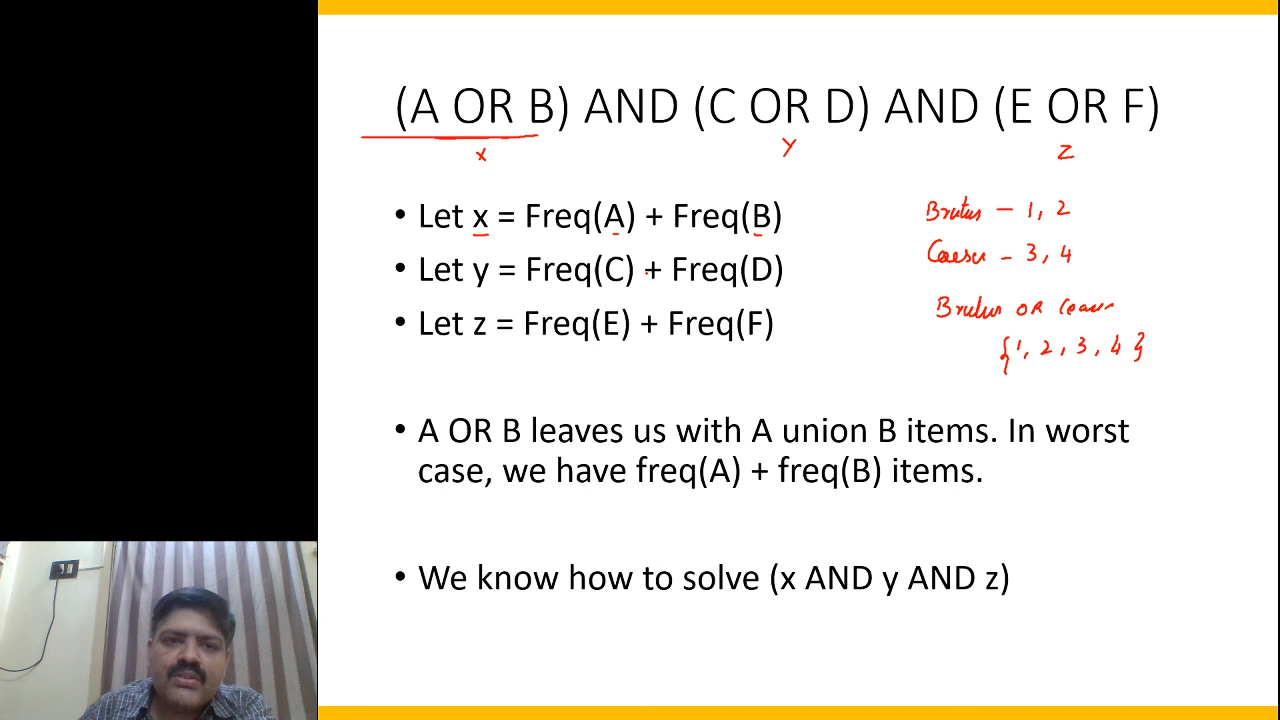 (A OR B) AND (C OR D) AND (E OR F)
x y z
• Let x = Freq(A) + Freq(B)
• Let y = Freq(C) + Freq(D)
• Let z = Freq(E) + Freq(F)
Brutus – 1, 2
Caesar – 3, 4
Brutus OR Ceasar
{1, 2, 3, 4}
• A OR B leaves us with A union B items. In worst
case, we have freq(A) + freq(B) items.
• We know how to solve (x AND y AND z)